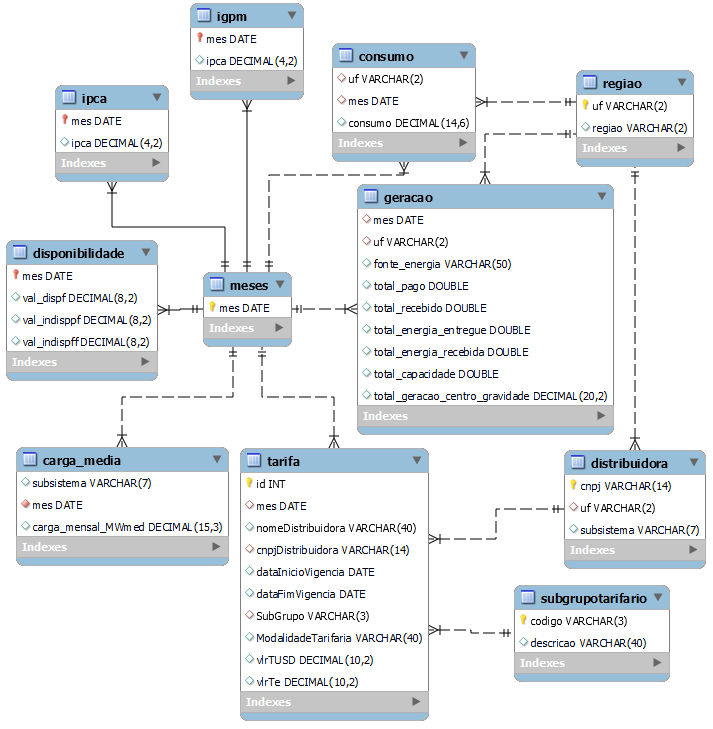 igpm
mes DATE
ipca DECIMAL(4,2)
Indexes
ipca
mes DATE
ipca DECIMAL(4,2)
Indexes
consumo
uf VARCHAR(2)
mes DATE
consumo DECIMAL(14,6)
Indexes
regiao
uf VARCHAR(2)
regiao VARCHAR(2)
Indexes
geracao
mes DATE
uf VARCHAR(2)
fonte_energia VARCHAR(50)
total_pago DOUBLE
total_recebido DOUBLE
total_energia_entregue DOUBLE
total_energia_recebida DOUBLE
total_capacidade DOUBLE
total_geracao_centro_gravidade DECIMAL(20,2)
Indexes
disponibilidade
mes DATE
val_dispf DECIMAL(8,2)
val_indisppf DECIMAL(8,2)
val_indispff DECIMAL(8,2)
Indexes
meses
mes DATE
Indexes
carga_media
subsistema VARCHAR(7)
mes DATE
carga_mensal_MWmed DECIMAL(15,3)
Indexes
tarifa
id INT
mes DATE
nomeDistribuidora VARCHAR(40)
cnpjDistribuidora VARCHAR(14)
dataInicioVigencia DATE
dataFimVigencia DATE
SubGrupo VARCHAR(3)
ModalidadeTarifaria VARCHAR(40)
vlrTUSD DECIMAL(10,2)
vlrTe DECIMAL(10,2)
Indexes
distribuidora
cnpj VARCHAR(14)
uf VARCHAR(2)
subsistema VARCHAR(7)
Indexes
subgrupotarifario
codigo VARCHAR(3)
descricao VARCHAR(40)
Indexes